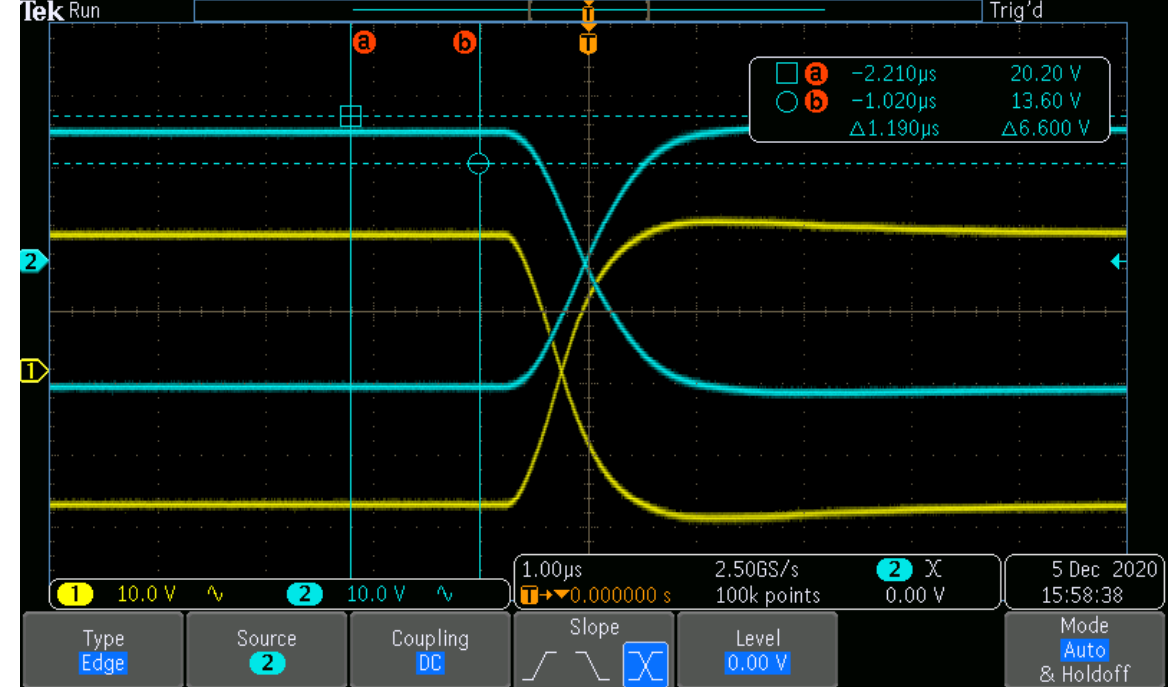 Tek Run Trig'd
T
a b T
a −2.210µs 20.20 V
b −1.020µs 13.60 V
△1.190µs △6.600 V
2
1
1 10.0 V 2 10.0 V
1.00µs 2.50GS/s 2
T→▼0.000000 s 100k points 0.00 V
5 Dec 2020
15:58:38
Type
Edge
Source
2
Coupling
DC
Slope
Level
0.00 V
Mode
Auto
& Holdoff